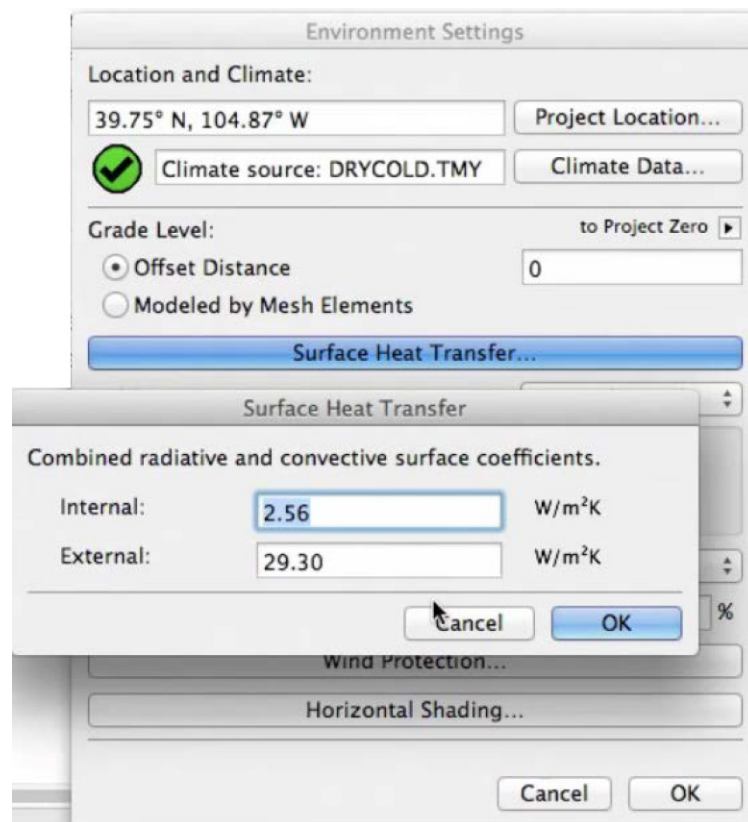 Environment Settings
Location and Climate:
39.75° N, 104.87° W
Project Location...
Climate source: DRYCOLD.TMY
Climate Data...
Grade Level:
to Project Zero
Offset Distance
0
Modeled by Mesh Elements
Surface Heat Transfer...
Surface Heat Transfer
Combined radiative and convective surface coefficients.
Internal:
2.56
W/m²K
External:
29.30
W/m²K
%
Cancel
OK
Wind Protection...
Horizontal Shading...
Cancel
OK